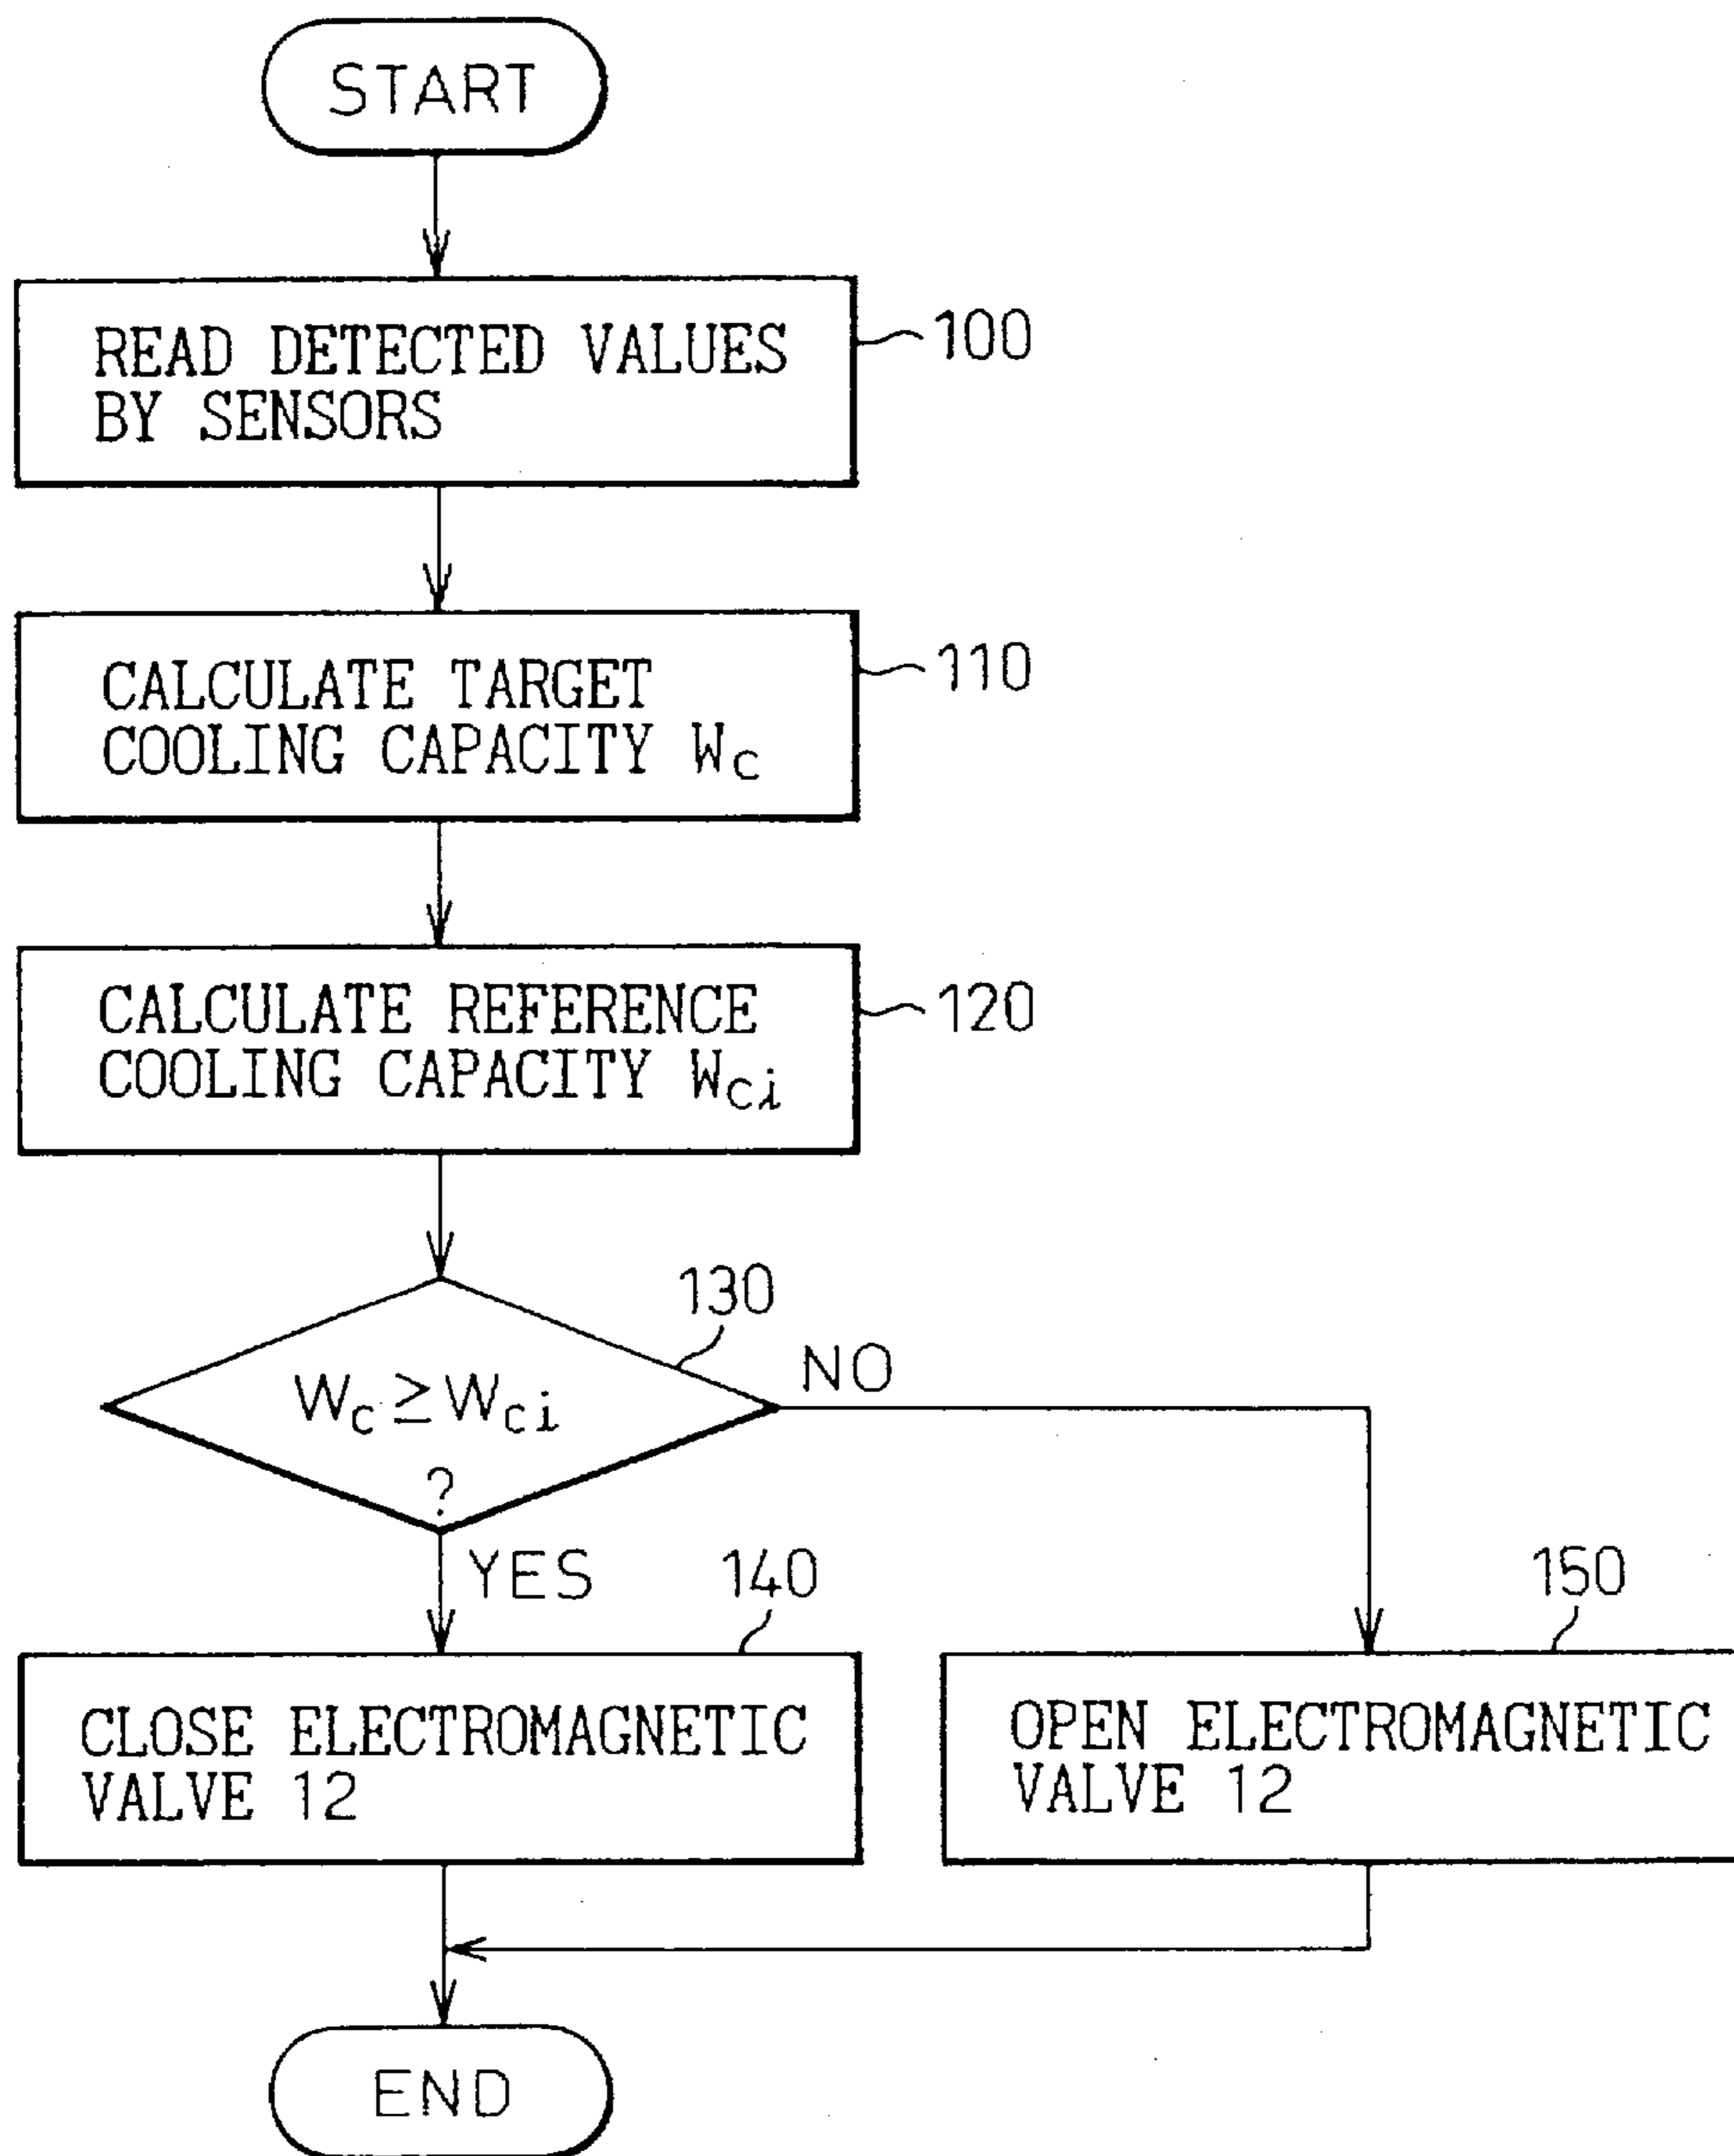 START
READ DETECTED VALUES
BY SENSORS
100
CALCULATE TARGET
COOLING CAPACITY Wc
110
CALCULATE REFERENCE
COOLING CAPACITY Wci
120
130
Wc ≥ Wci
?
NO
YES
140
CLOSE ELECTROMAGNETIC
VALVE 12
150
OPEN ELECTROMAGNETIC
VALVE 12
END